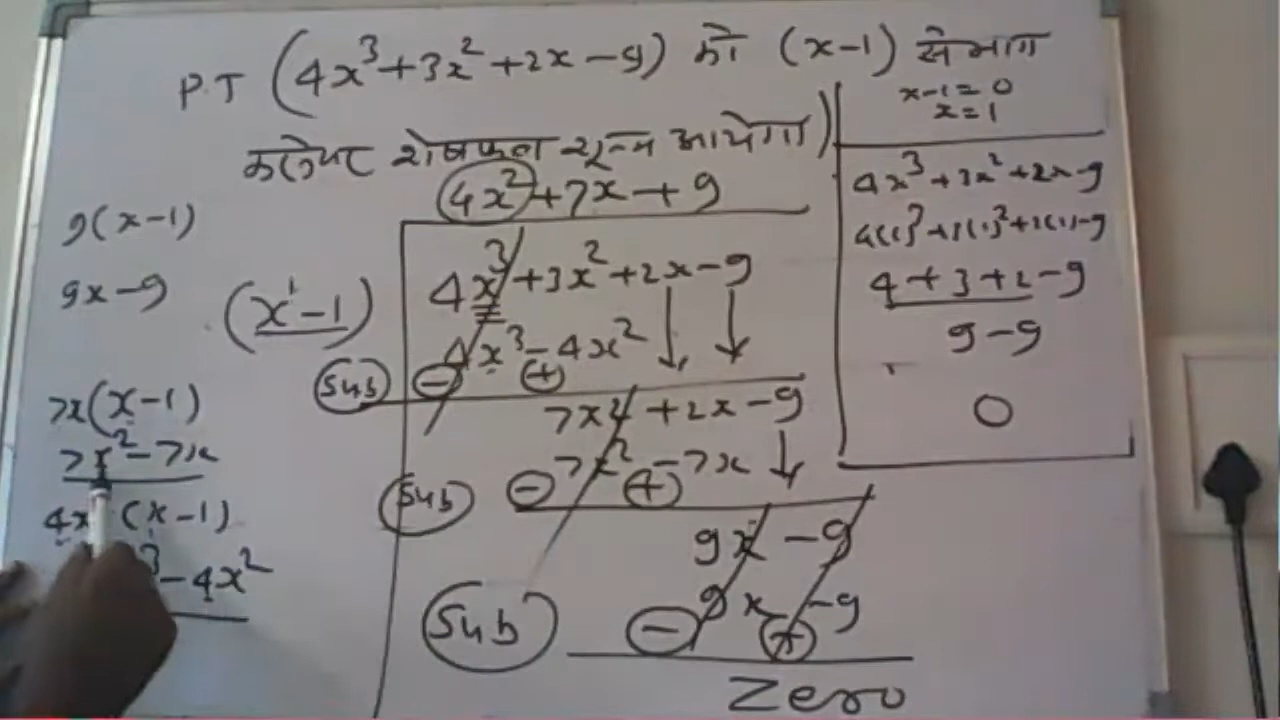 P.T (4x³+3x²+2x-9) को (x-1) से भाग
करनेपर शेषफल शून्य आयेगा)
4x²+7x+9
(x¹-1)
4x³+3x²+2x-9
4x³-4x²
Sub - +
7x²+2x-9
7x²-7x
Sub - +
9x-9
9x-9
Sub - +
Zero
9(x-1)
9x-9
7x(x-1)
7x²-7x
4x (x-1)
³-4x²
x-1=0
x=1
4x³+3x²+2x-9
4(1)³+3(1)²+2(1)-9
4+3+2-9
9-9
0